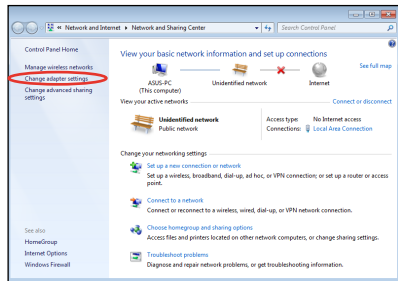 Network and Internet
Network and Sharing Center
Search Control Panel
Control Panel Home
Manage wireless networks
Change adapter settings
Change advanced sharing
settings
See also
HomeGroup
Internet Options
Windows Firewall
View your basic network information and set up connections
See full map
ASUS-PC
(This computer)
Unidentified network
Internet
View your active networks
Connect or disconnect
Unidentified network
Public network
Access type: No Internet access
Connections: Local Area Connection
Change your networking settings
Set up a new connection or network
Set up a wireless, broadband, dial-up, ad hoc, or VPN connection; or set up a router or access
point.
Connect to a network
Connect or reconnect to a wireless, wired, dial-up, or VPN network connection.
Choose homegroup and sharing options
Access files and printers located on other network computers, or change sharing settings.
Troubleshoot problems
Diagnose and repair network problems, or get troubleshooting information.